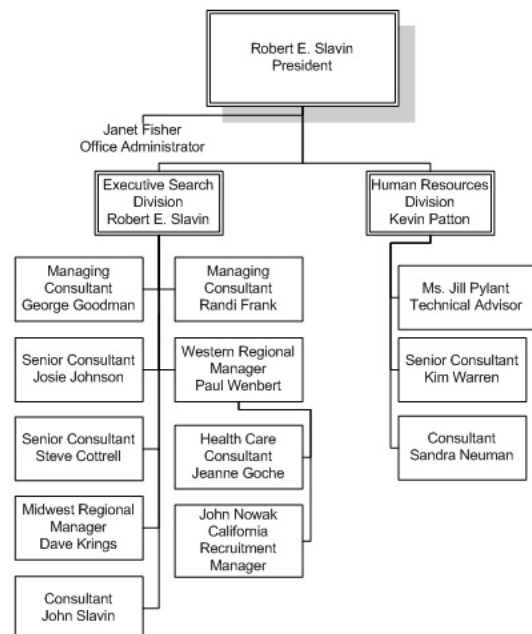 Robert E. Slavin
President
Janet Fisher
Office Administrator
Executive Search
Division
Robert E. Slavin
Human Resources
Division
Kevin Patton
Managing
Consultant
George Goodman
Managing
Consultant
Randi Frank
Ms. Jill Pylant
Technical Advisor
Senior Consultant
Josie Johnson
Western Regional
Manager
Paul Wenbert
Senior Consultant
Kim Warren
Senior Consultant
Steve Cottrell
Health Care
Consultant
Jeanne Goche
Consultant
Sandra Neuman
Midwest Regional
Manager
Dave Krings
John Nowak
California
Recruitment
Manager
Consultant
John Slavin